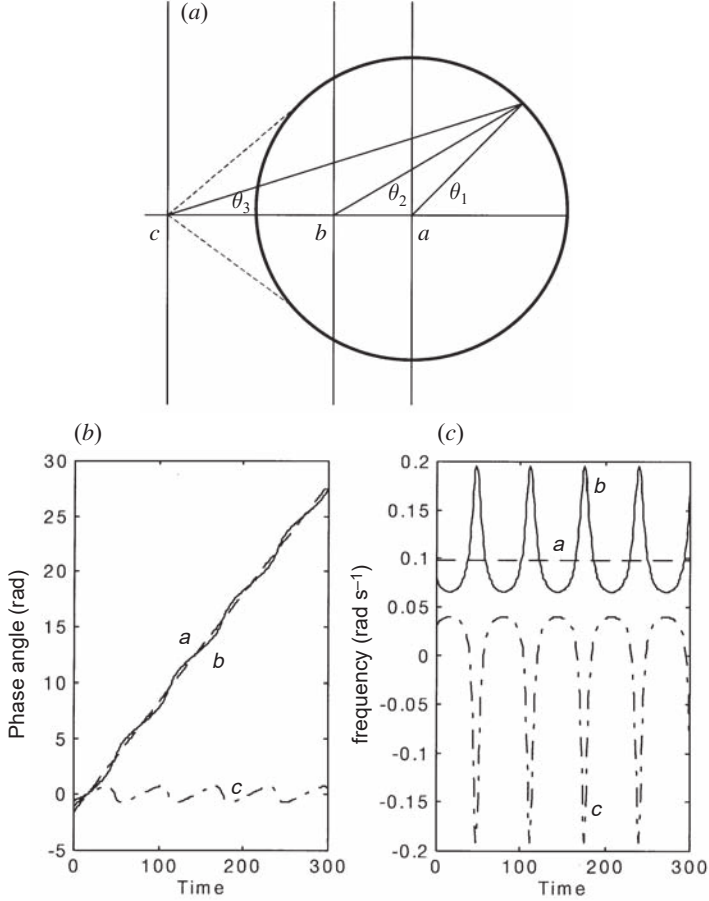 (a)
θ3
θ2
θ1
c
b
a
(b)
30
25
20
15
10
5
0
-5
0
100
200
300
Phase angle (rad)
Time
a
b
c
(c)
0.2
0.15
0.1
0.05
0
-0.05
-0.1
-0.15
-0.2
0
100
200
300
frequency (rad s–1)
Time
b
a
c